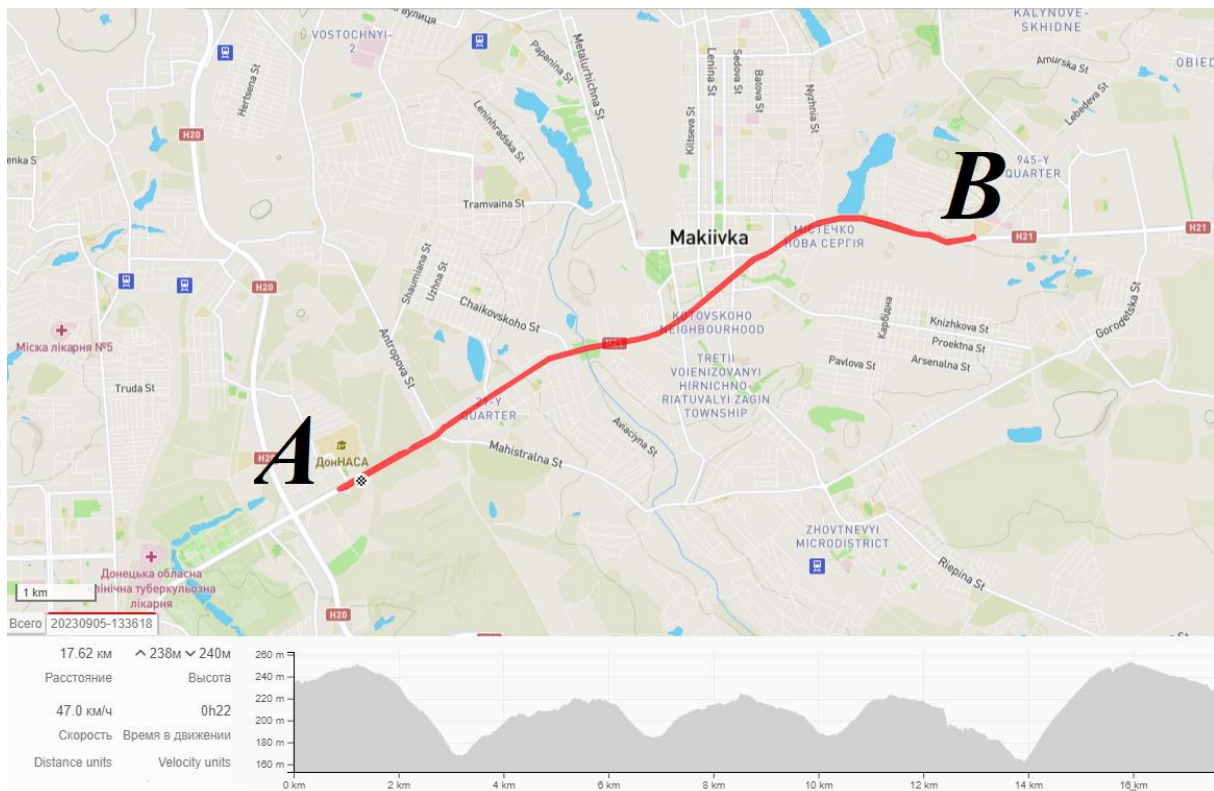 KALYNOVE-
SKHIDNE
VOSTOCHNYI-
2
вулиця
Papanina St
Metalurhichna St
Hertsena St
Leninhradska St
Lenina St
Sedova St
Batova St
Kiltseva St
Nyzhnia St
Amurska St
Lebedeva St
OBIED
H20
enka S
945-Y
QUARTER
B
Tramvaina St
Makiivka
МІСТЕЧКО
НОВА СЕРГІЯ
H21
H21
Shaumiana St
Uzhna St
H20
Chaikovskoho St
Antropova St
KOTOVSKOHO
NEIGHBOURHOOD
Карбідна
Knizhkova St
Proektna St
Arsenalna St
Pavlova St
Gorodetska St
Міска лікарня №5
Truda St
TRETII
VOIENIZOVANYI
HIRNICHNO-
RIATUVALYI ZAGIN
TOWNSHIP
QUARTER
Aviaciyna St
A
H20
ДонНАСА
Mahistralna St
ZHOVTNEVYI
MICRODISTRICT
Riepina St
Донецька обласна
лінічна туберкульозна
лікарня
1 km
H20
Всего 20230905-133618
17.62 км 238м 240м
Расстояние Высота
47.0 км/ч 0h22
Скорость Время в движении
Distance units Velocity units
260 m
240 m
220 m
200 m
180 m
160 m
0 km 2 km 4 km 6 km 8 km 10 km 12 km 14 km 16 km